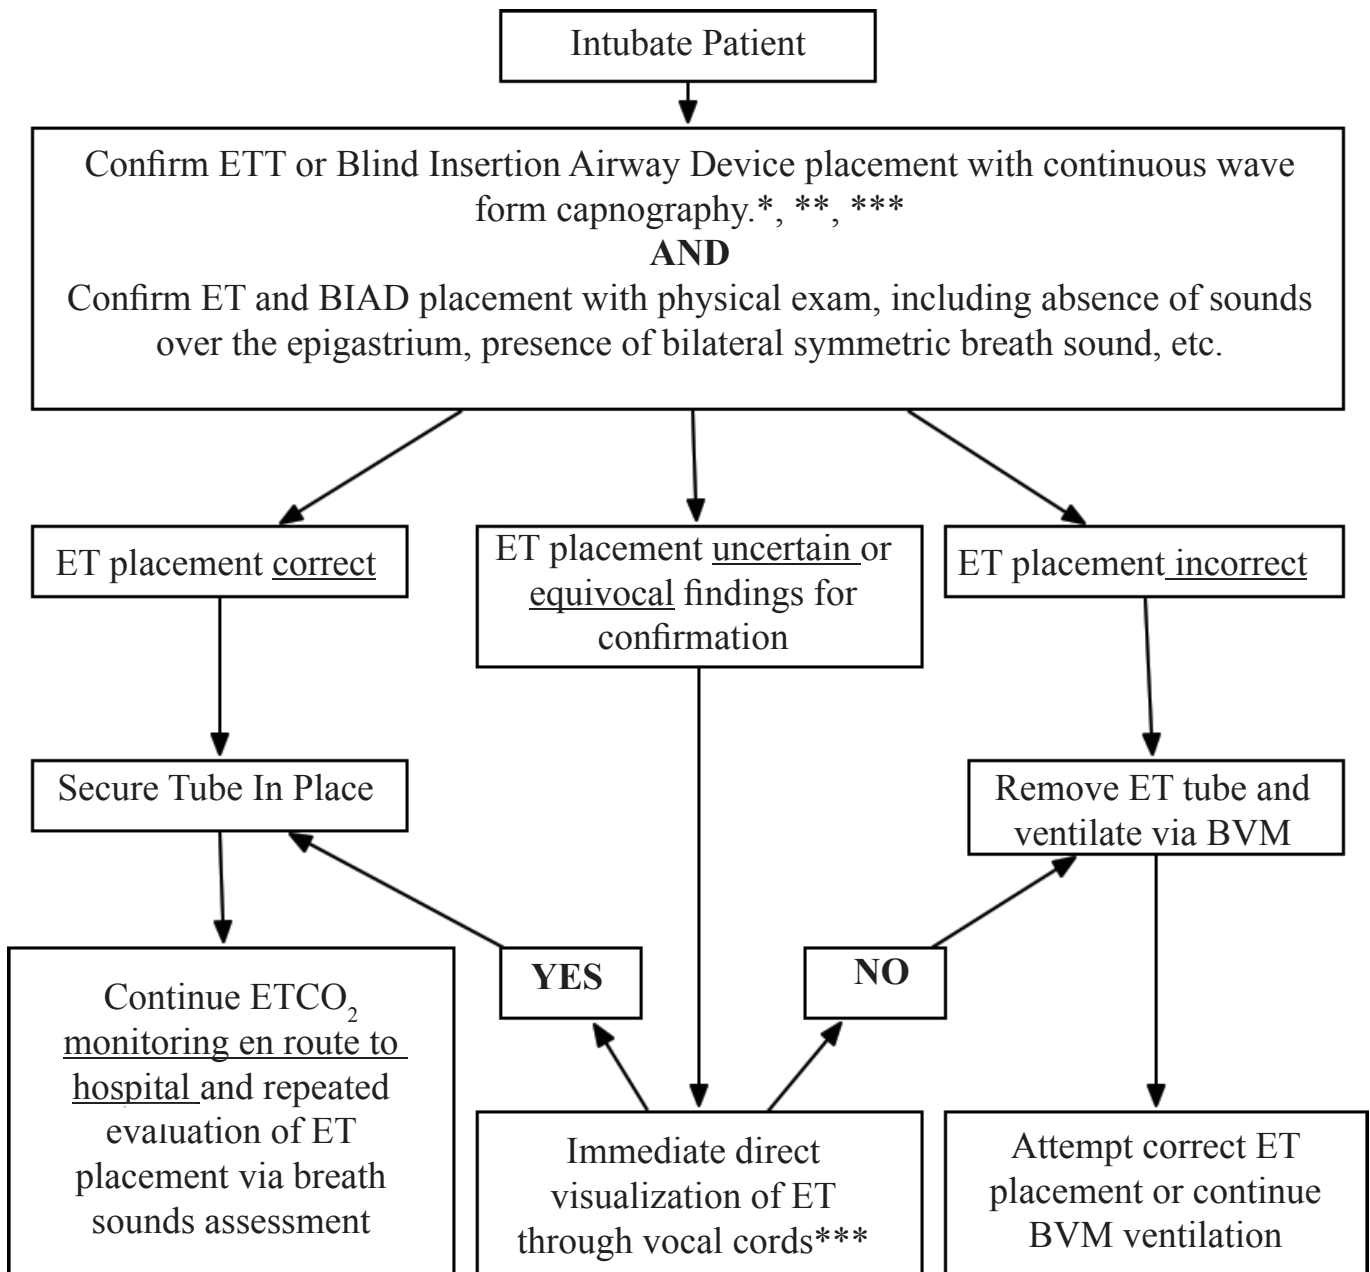 Intubate Patient
Confirm ETT or Blind Insertion Airway Device placement with continuous wave
form capnography.*, **, ***
AND
Confirm ET and BIAD placement with physical exam, including absence of sounds
over the epigastrium, presence of bilateral symmetric breath sound, etc.
ET placement correct
ET placement uncertain or
equivocal findings for
confirmation
ET placement incorrect
Secure Tube In Place
Remove ET tube and
ventilate via BVM
YES
NO
Continue ETCO₂
monitoring en route to
hospital and repeated
evaluation of ET
placement via breath
sounds assessment
Immediate direct
visualization of ET
through vocal cords***
Attempt correct ET
placement or continue
BVM ventilation